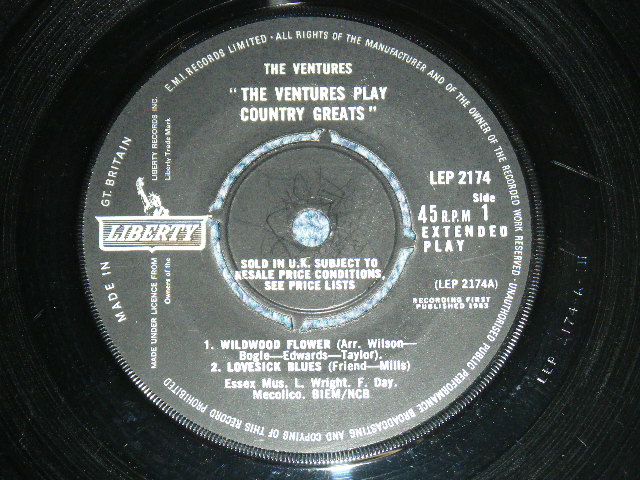 E.M.I. RECORDS LIMITED · ALL RIGHTS OF THE MANUFACTURER AND OF THE OWNER OF THE RECORDED WORK RESERVED UNAUTHORISED PUBLIC PERFORMANCE BROADCASTING AND COPYING OF THIS RECORD PROHIBITED
MADE IN GT. BRITAIN
THE VENTURES
"THE VENTURES PLAY
COUNTRY GREATS"
LIBERTY RECORDS INC.
Liberty Trade Mark
LIBERTY
MADE UNDER LICENCE FROM
Owners of the
LEP 2174
Side
45 R.P.M 1
EXTENDED
PLAY
(LEP 2174A)
RECORDING FIRST
PUBLISHED 1963
SOLD IN U.K. SUBJECT TO
RESALE PRICE CONDITIONS,
SEE PRICE LISTS
1. WILDWOOD FLOWER (Arr. Wilson—
Bogle—Edwards—Taylor).
2. LOVESICK BLUES (Friend—Mills)
Essex Mus. L. Wright. F. Day.
Mecolico. BIEM/NCB